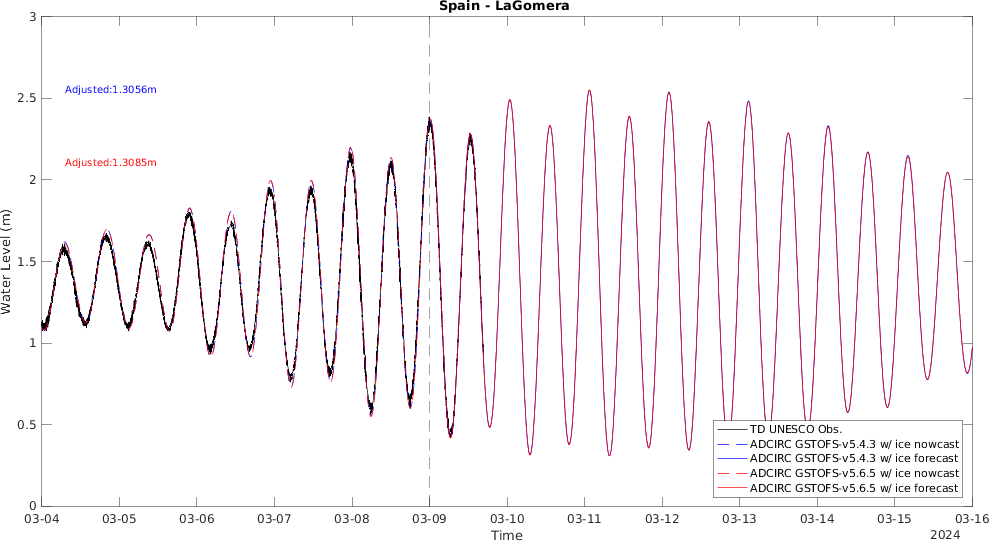 Spain - LaGomera
3
2.5
2
1.5
1
0.5
0
Water Level (m)
Adjusted:1.3056m
Adjusted:1.3085m
TD UNESCO Obs.
ADCIRC GSTOFS-v5.4.3 w/ ice nowcast
ADCIRC GSTOFS-v5.4.3 w/ ice forecast
ADCIRC GSTOFS-v5.6.5 w/ ice nowcast
ADCIRC GSTOFS-v5.6.5 w/ ice forecast
03-04 03-05 03-06 03-07 03-08 03-09 03-10 03-11 03-12 03-13 03-14 03-15 03-16
Time
2024